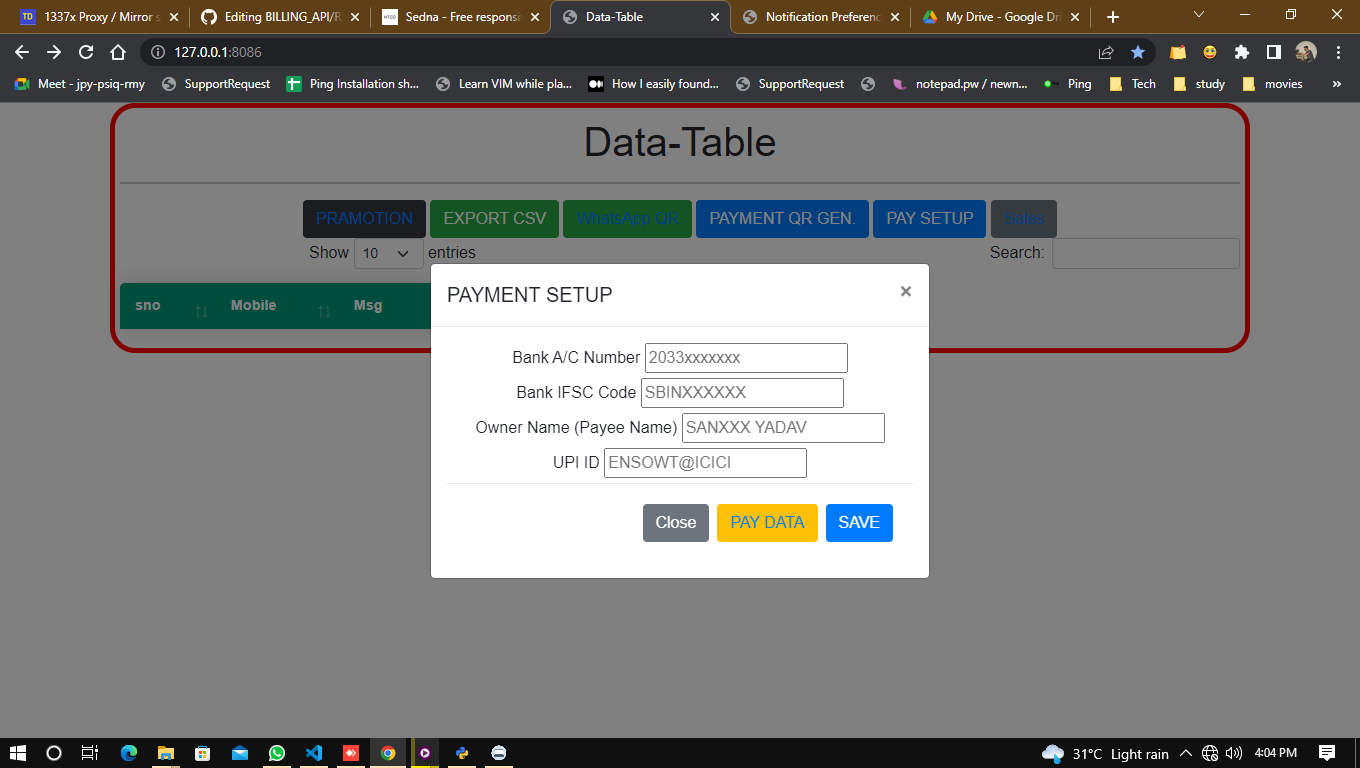 1337x Proxy / Mirror s
Editing BILLING_API/R
Sedna - Free responsi
Data-Table
Notification Preferenc
My Drive - Google Dri
127.0.0.1:8086
Meet - jpy-psiq-rmy
SupportRequest
Ping Installation sh...
Learn VIM while pla...
How I easily found...
SupportRequest
notepad.pw / newn...
Ping
Tech
study
movies
»
Data-Table
PRAMOTION
EXPORT CSV
WhatsApp QR
PAYMENT QR GEN.
PAY SETUP
Sales
Show 10 entries
Search:
sno
Mobile
Msg
PAYMENT SETUP
×
Bank A/C Number 2033xxxxxxx
Bank IFSC Code SBINXXXXXX
Owner Name (Payee Name) SANXXX YADAV
UPI ID ENSOWT@ICICI
Close
PAY DATA
SAVE
31°C Light rain
4:04 PM